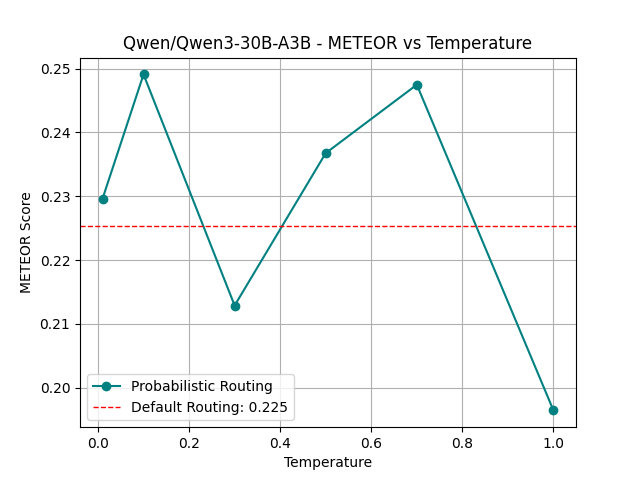 Qwen/Qwen3-30B-A3B - METEOR vs Temperature
METEOR Score
0.25
0.24
0.23
0.22
0.21
0.20
Probabilistic Routing
Default Routing: 0.225
0.0 0.2 0.4 0.6 0.8 1.0
Temperature